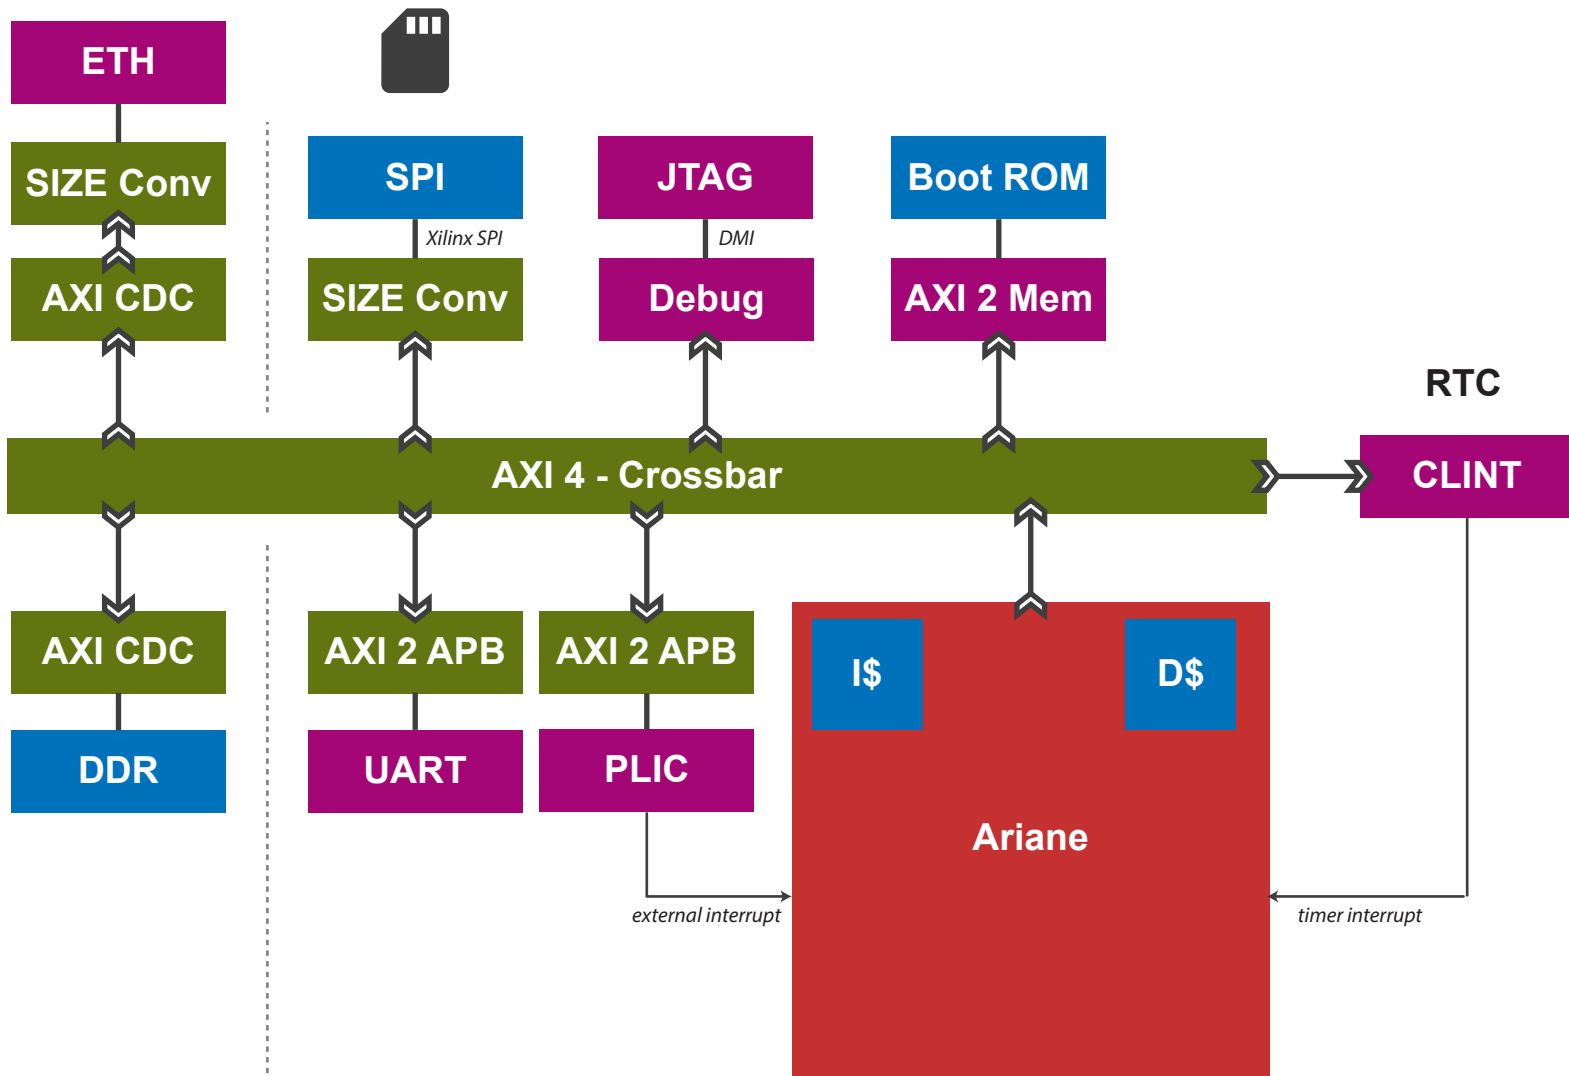 ETH
SIZE Conv
SPI
JTAG
Boot ROM
Xilinx SPI
DMI
AXI CDC
SIZE Conv
Debug
AXI 2 Mem
RTC
AXI 4 - Crossbar
CLINT
AXI CDC
AXI 2 APB
AXI 2 APB
I$
D$
DDR
UART
PLIC
Ariane
external interrupt
timer interrupt